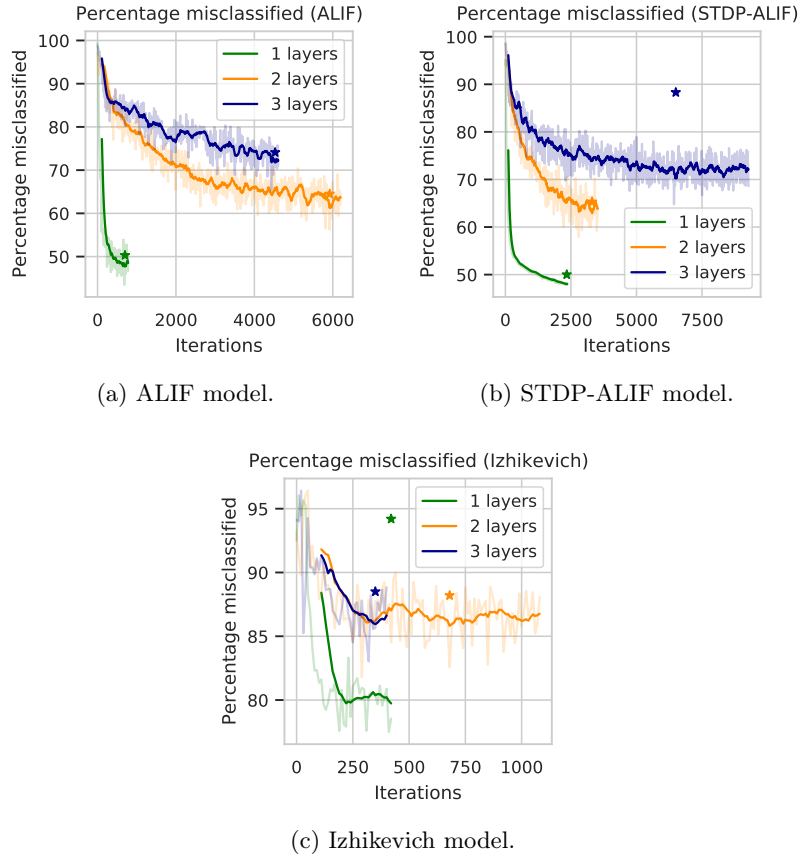 Percentage misclassified (ALIF)
Percentage misclassified
100
90
80
70
60
50
0 2000 4000 6000
Iterations
1 layers
2 layers
3 layers
(a) ALIF model.
Percentage misclassified (STDP-ALIF)
Percentage misclassified
100
90
80
70
60
50
0 2500 5000 7500
Iterations
1 layers
2 layers
3 layers
(b) STDP-ALIF model.
Percentage misclassified (Izhikevich)
Percentage misclassified
95
90
85
80
0 250 500 750 1000
Iterations
1 layers
2 layers
3 layers
(c) Izhikevich model.